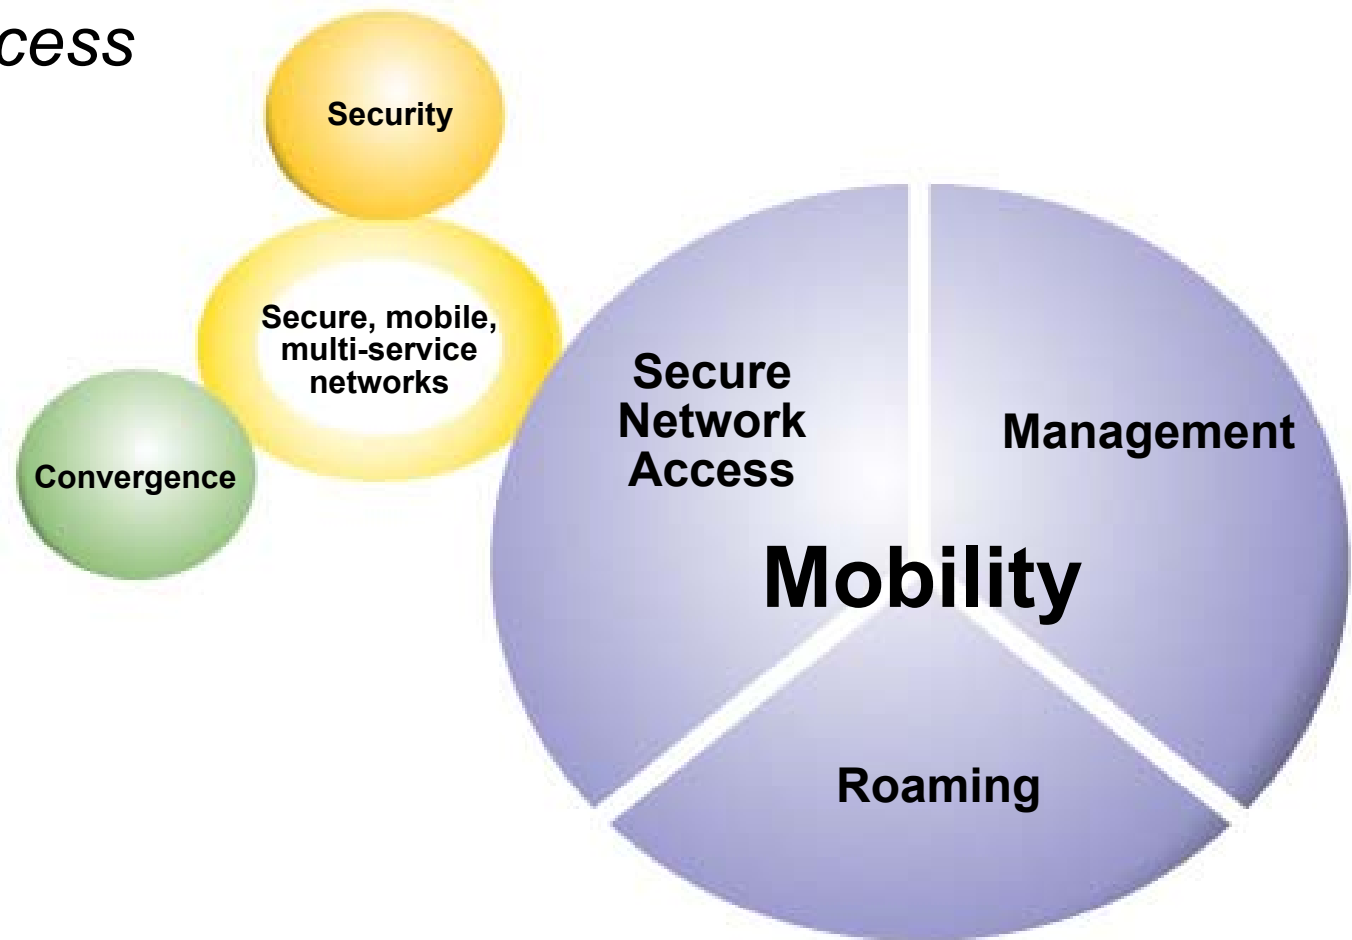 cess
Security
Secure, mobile,
multi-service
networks
Convergence
Secure
Network
Access
Management
Mobility
Roaming